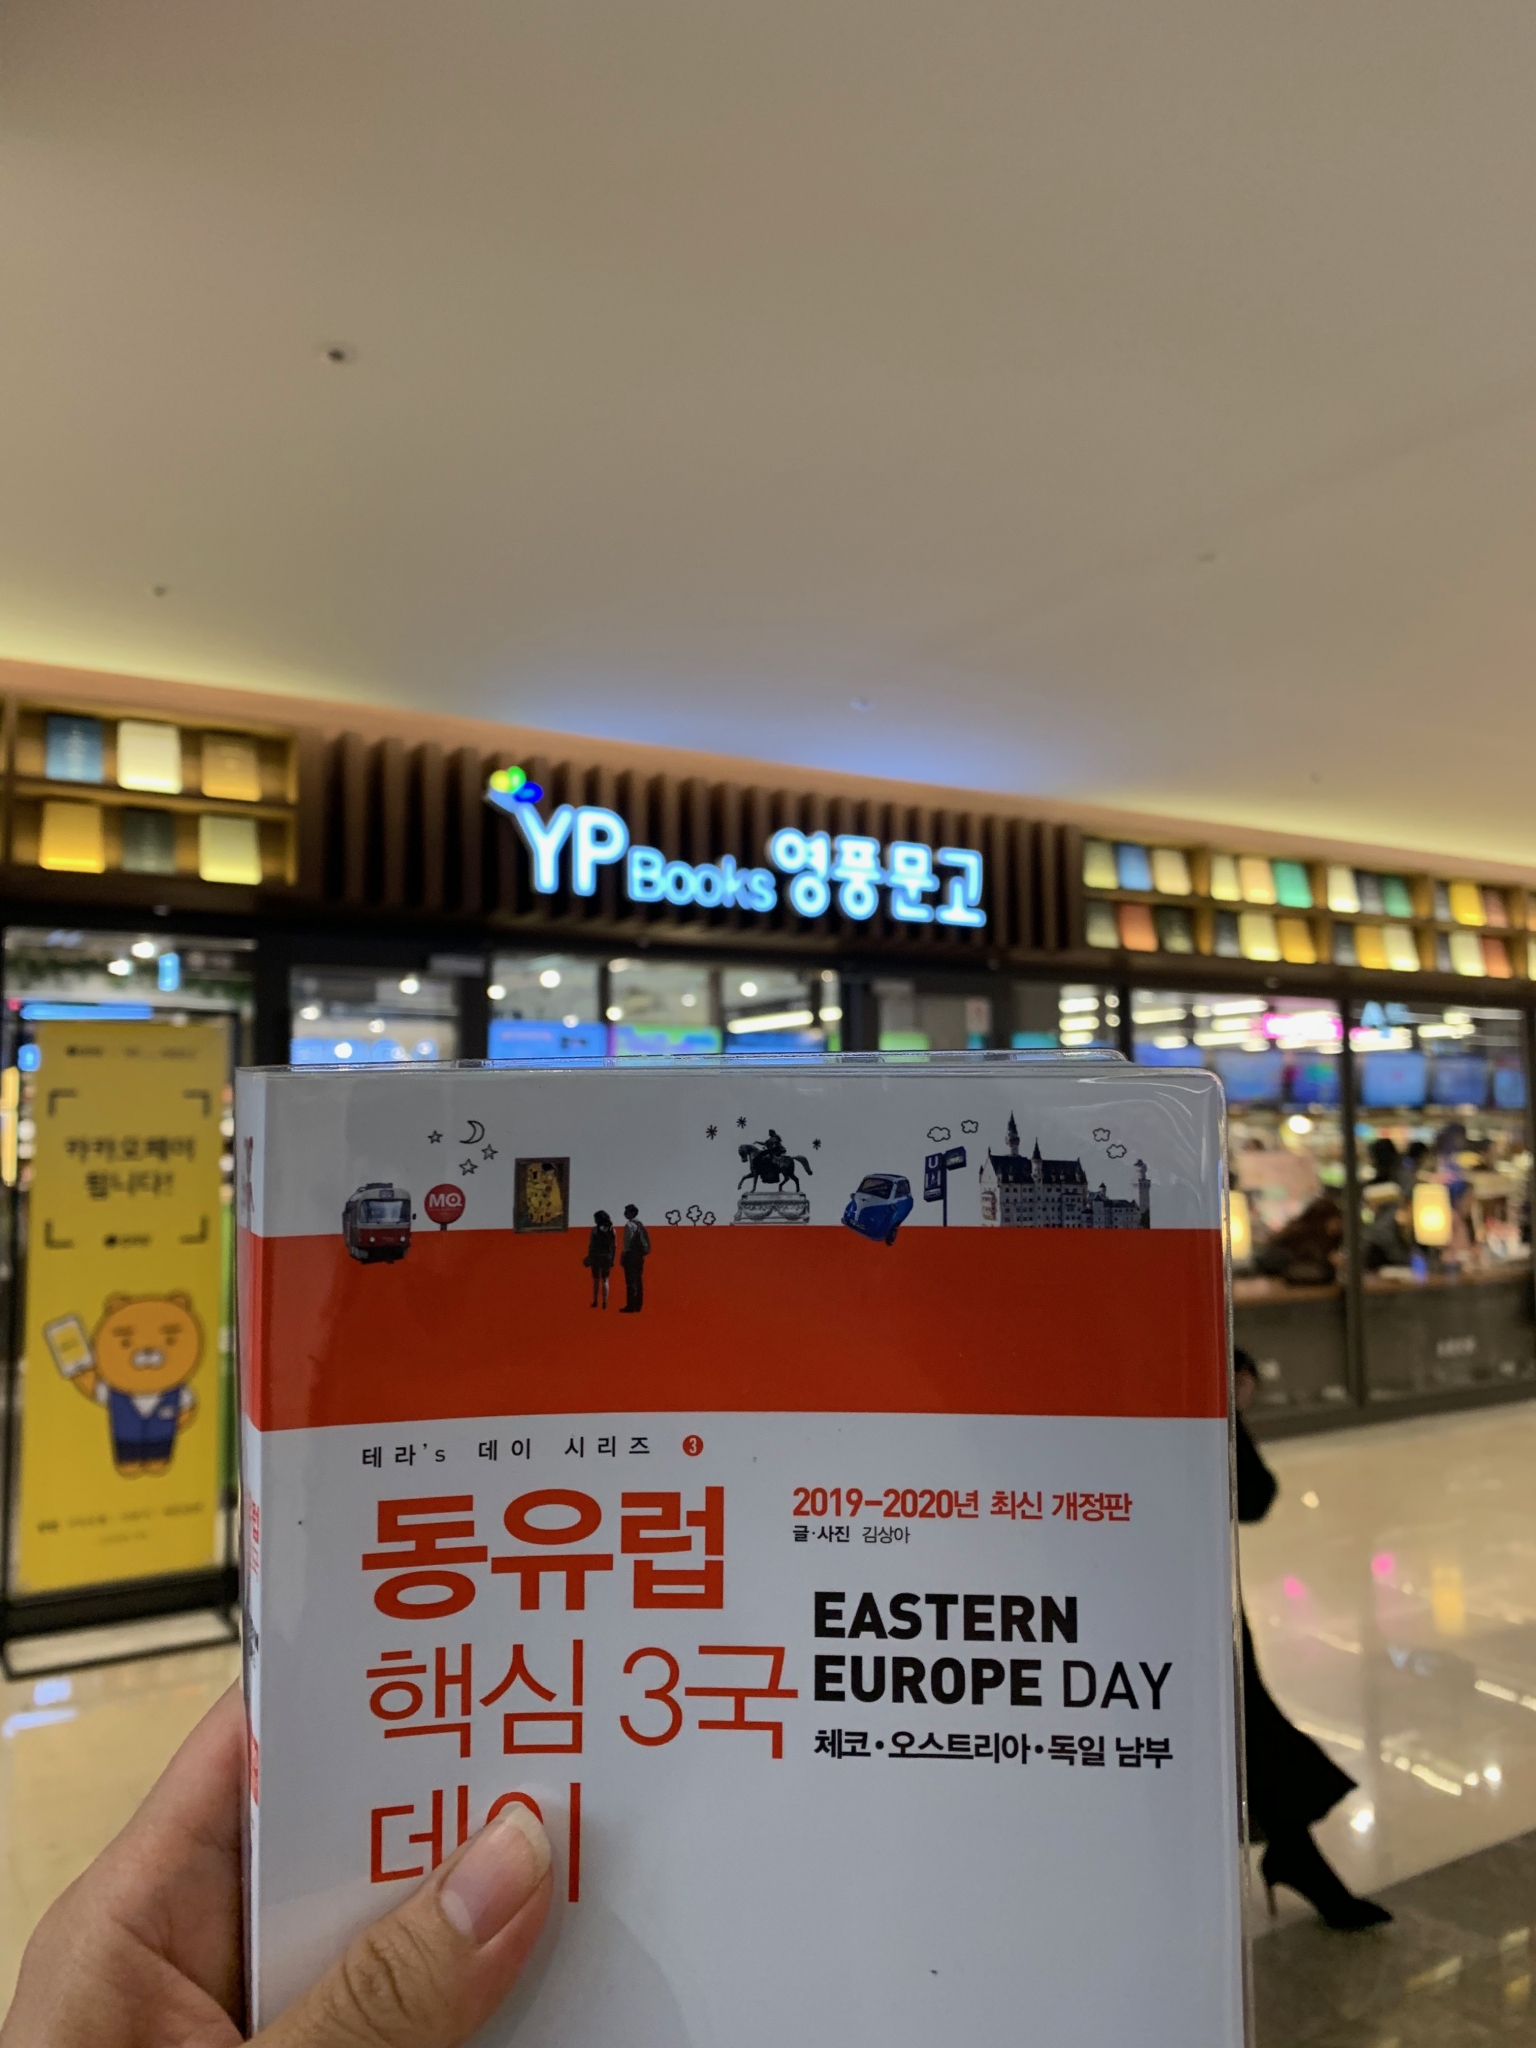 YP Books 영풍문고
카카오페이
됩니다!
MQ
U
테라's 데이 시리즈 3
동유럽
핵심 3국
데이
2019-2020년 최신 개정판
글·사진 김상아
EASTERN
EUROPE DAY
체코·오스트리아·독일 남부